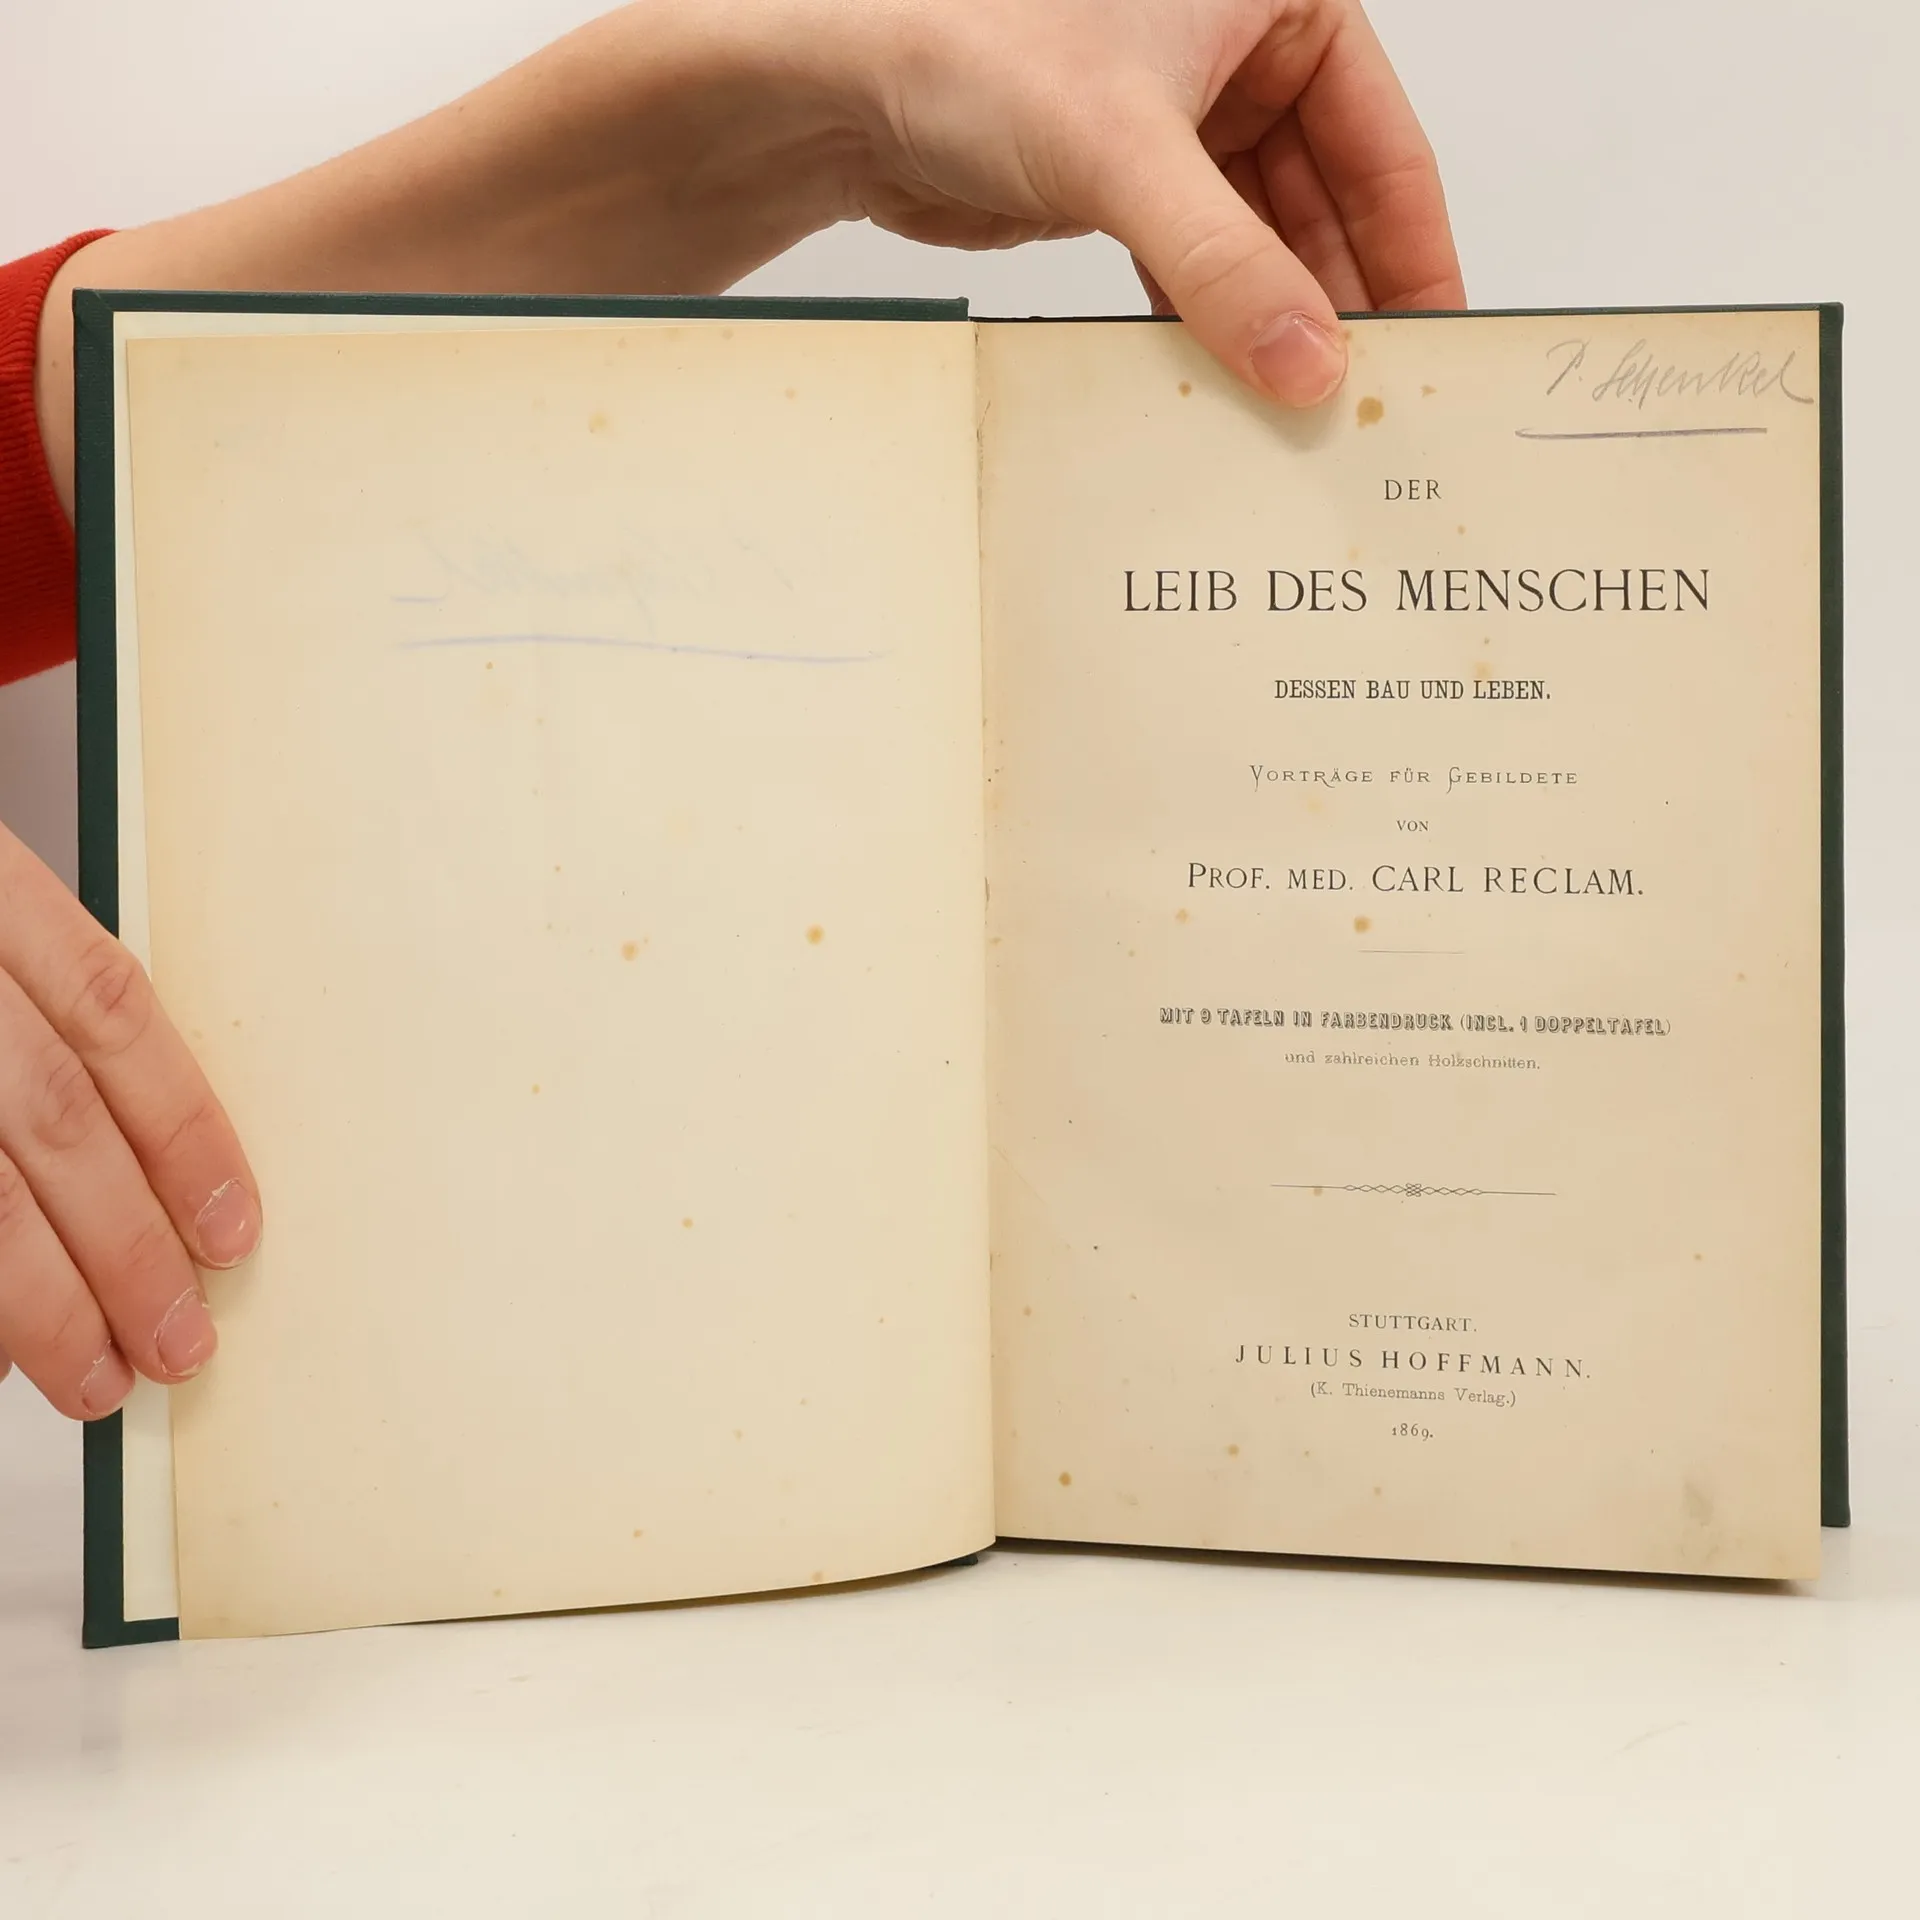 P. Schenkel
DER
LEIB DES MENSCHEN
DESSEN BAU UND LEBEN.
VORTRÄGE FÜR GEBILDETE
VON
PROF. MED. CARL RECLAM.
MIT 9 TAFELN IN FARBENDRUCK (INCL. 1 DOPPELTAFEL)
und zahlreichen Holzschnitten.
STUTTGART.
JULIUS HOFFMANN.
(K. Thienemanns Verlag.)
1869.